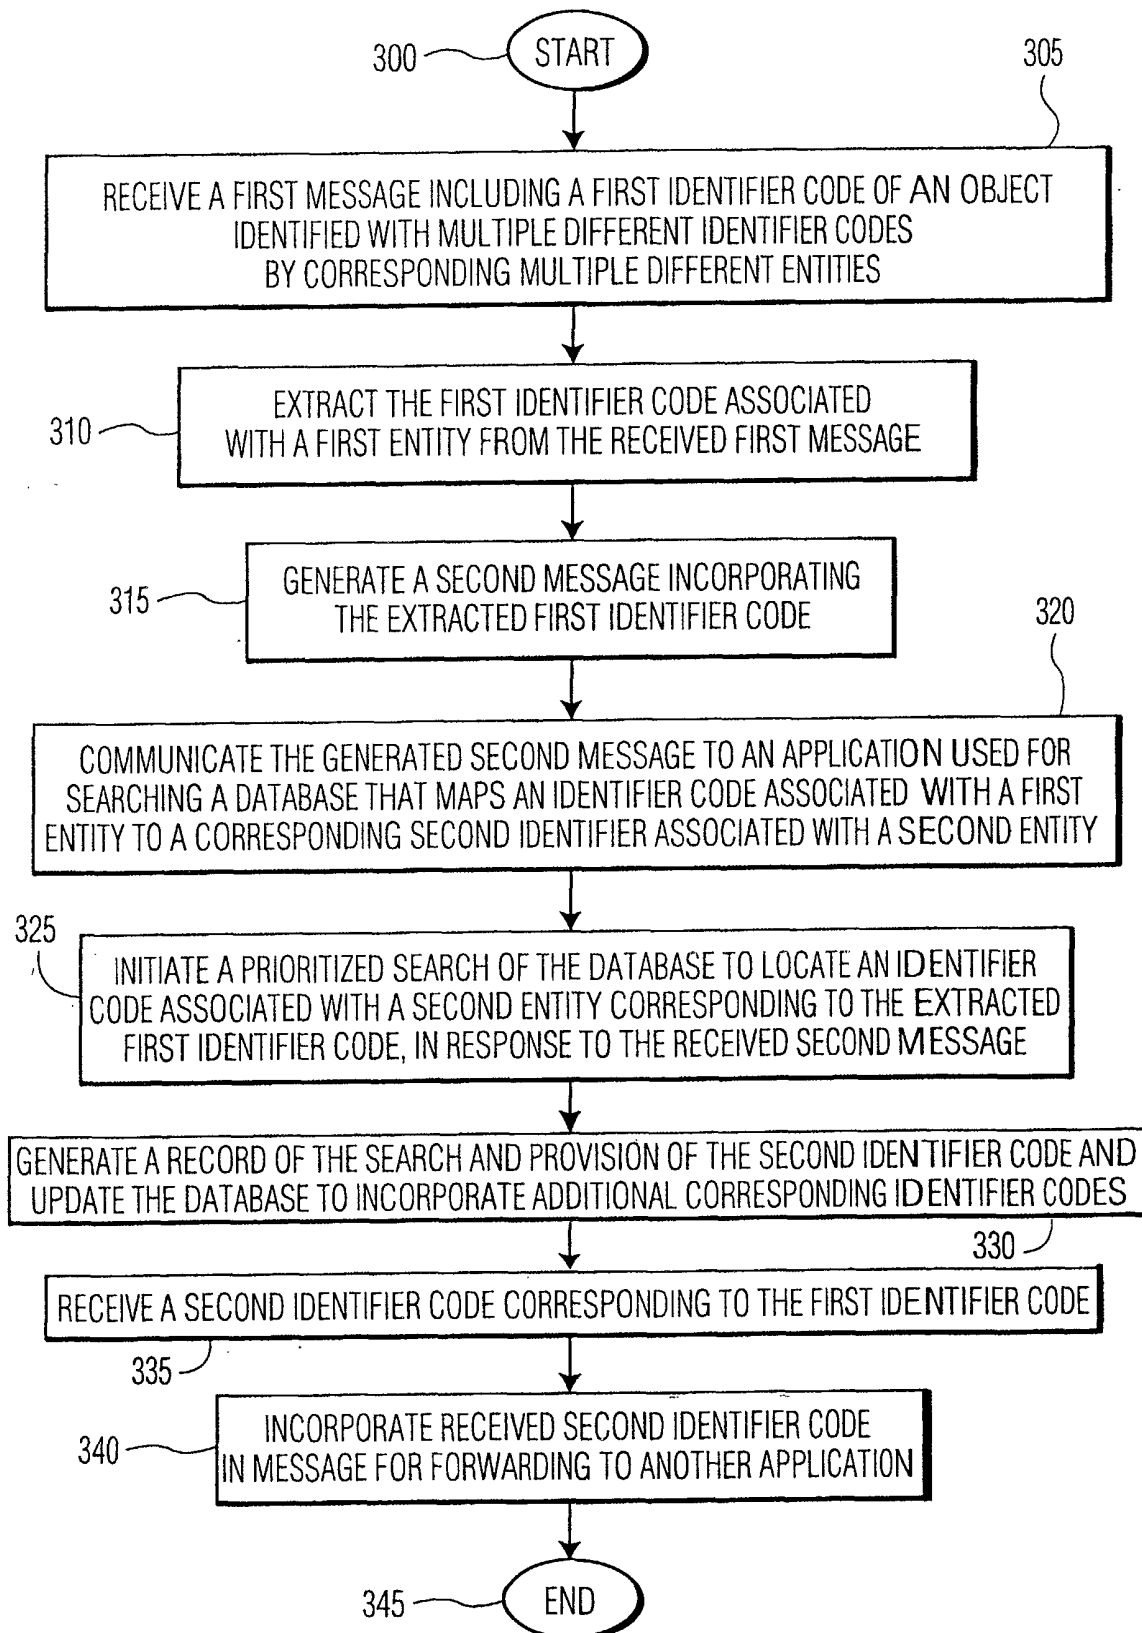 300
START
305
RECEIVE A FIRST MESSAGE INCLUDING A FIRST IDENTIFIER CODE OF AN OBJECT
IDENTIFIED WITH MULTIPLE DIFFERENT IDENTIFIER CODES
BY CORRESPONDING MULTIPLE DIFFERENT ENTITIES
310
EXTRACT THE FIRST IDENTIFIER CODE ASSOCIATED
WITH A FIRST ENTITY FROM THE RECEIVED FIRST MESSAGE
315
GENERATE A SECOND MESSAGE INCORPORATING
THE EXTRACTED FIRST IDENTIFIER CODE
320
COMMUNICATE THE GENERATED SECOND MESSAGE TO AN APPLICATION USED FOR
SEARCHING A DATABASE THAT MAPS AN IDENTIFIER CODE ASSOCIATED WITH A FIRST
ENTITY TO A CORRESPONDING SECOND IDENTIFIER ASSOCIATED WITH A SECOND ENTITY
325
INITIATE A PRIORITIZED SEARCH OF THE DATABASE TO LOCATE AN IDENTIFIER
CODE ASSOCIATED WITH A SECOND ENTITY CORRESPONDING TO THE EXTRACTED
FIRST IDENTIFIER CODE, IN RESPONSE TO THE RECEIVED SECOND MESSAGE
GENERATE A RECORD OF THE SEARCH AND PROVISION OF THE SECOND IDENTIFIER CODE AND
UPDATE THE DATABASE TO INCORPORATE ADDITIONAL CORRESPONDING IDENTIFIER CODES
330
RECEIVE A SECOND IDENTIFIER CODE CORRESPONDING TO THE FIRST IDENTIFIER CODE
335
340
INCORPORATE RECEIVED SECOND IDENTIFIER CODE
IN MESSAGE FOR FORWARDING TO ANOTHER APPLICATION
345
END